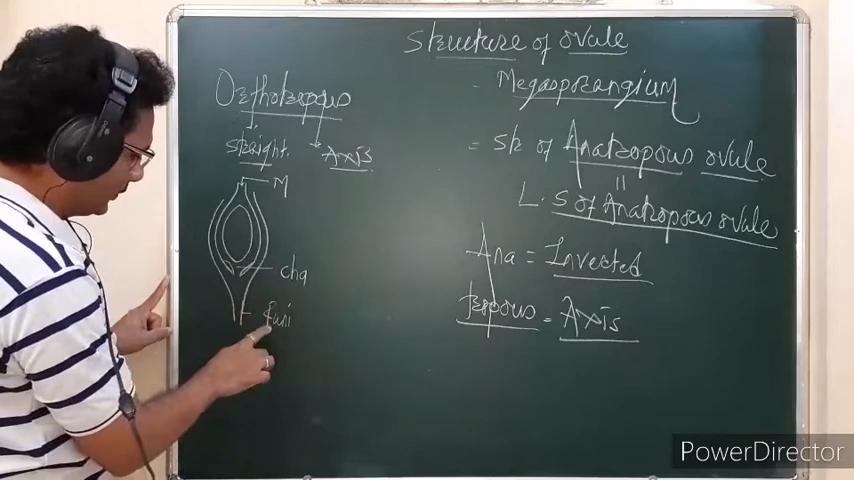 Structure of ovule
- Megasporangium
= St of Anatropous ovule
||
L.S of Anatropous ovule
Ana = Inverted
tropous = Axis
Orthotropous
straight.
Axis
M
cha
Funi
PowerDirector